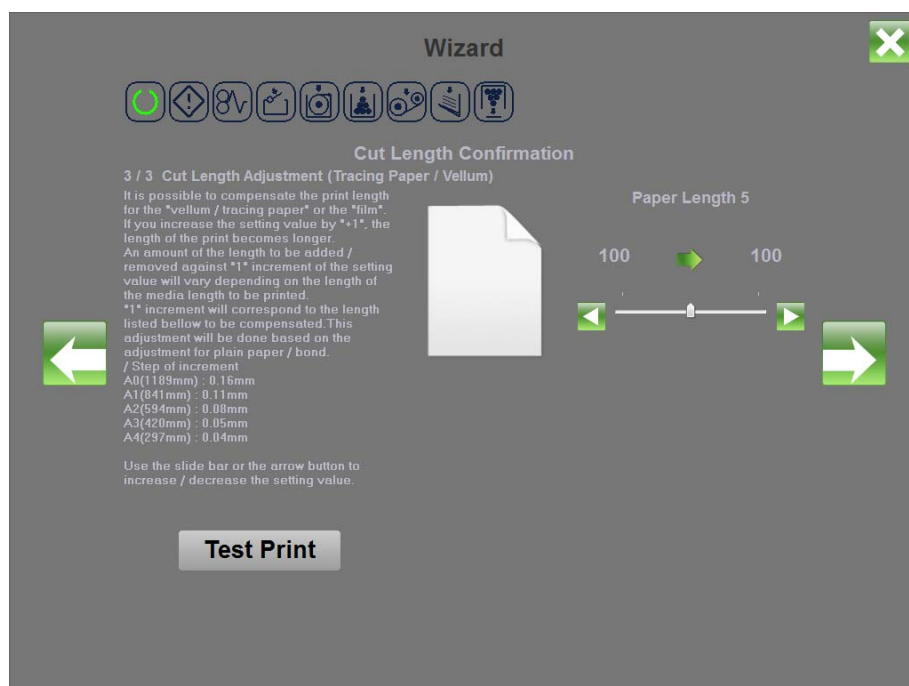 Wizard
Cut Length Confirmation
3 / 3 Cut Length Adjustment (Tracing Paper / Vellum)
It is possible to compensate the print length
for the "vellum / tracing paper" or the "film".
If you increase the setting value by "+1", the
length of the print becomes longer.
An amount of the length to be added /
removed against "1" increment of the setting
value will vary depending on the length of
the media length to be printed.
"1" increment will correspond to the length
listed bellow to be compensated.This
adjustment will be done based on the
adjustment for plain paper / bond.
/ Step of increment
A0(1189mm) : 0.16mm
A1(841mm) : 0.11mm
A2(594mm) : 0.08mm
A3(420mm) : 0.05mm
A4(297mm) : 0.04mm
Use the slide bar or the arrow button to
increase / decrease the setting value.
Paper Length 5
100 100
Test Print